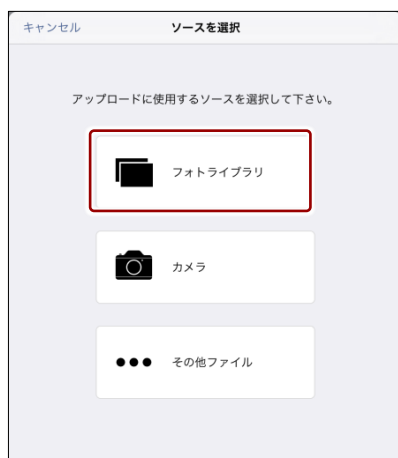 キャンセル ソースを選択
アップロードに使用するソースを選択して下さい。
フォトライブラリ
カメラ
その他ファイル